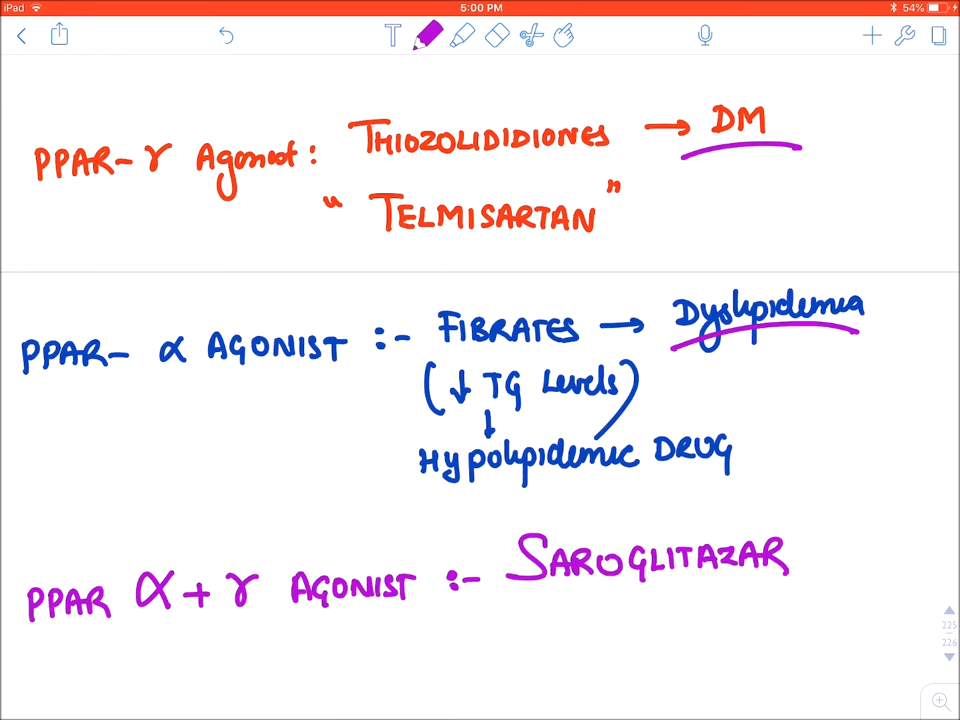 iPad 5:00 PM 54%
T
PPAR-γ Agonist: THIOZOLIDIDIONES → DM
" TELMISARTAN "
PPAR- α AGONIST :- FIBRATES → Dyslipidemia
(↓ TG Levels)
↓
Hypolipidemic DRUG
PPAR α + γ AGONIST :- SAROGLITAZAR
225
226